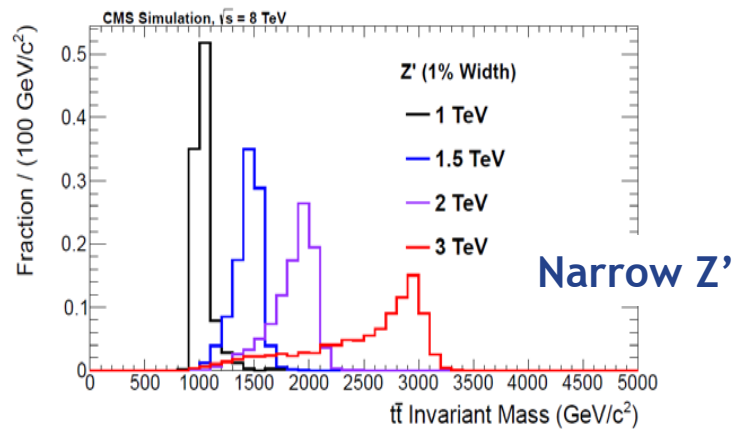 CMS Simulation, √s = 8 TeV
Fraction / (100 GeV/c²)
0.5
0.4
0.3
0.2
0.1
0
Z' (1% Width)
1 TeV
1.5 TeV
2 TeV
3 TeV
Narrow Z’
0 500 1000 1500 2000 2500 3000 3500 4000 4500 5000
tt̄ Invariant Mass (GeV/c²)